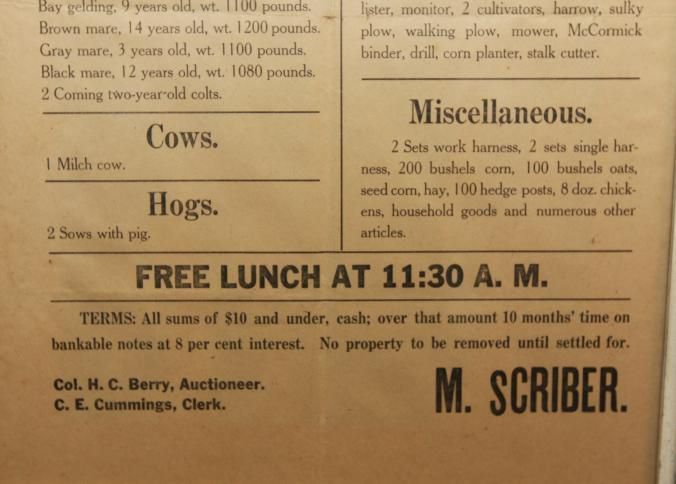 Bay gelding, 9 years old, wt. 1100 pounds.
Brown mare, 14 years old, wt. 1200 pounds.
Gray mare, 3 years old, wt. 1100 pounds.
Black mare, 12 years old, wt. 1080 pounds.
2 Coming two-year-old colts.
Cows.
1 Milch cow.
Hogs.
2 Sows with pig.
lister, monitor, 2 cultivators, harrow, sulky
plow, walking plow, mower, McCormick
binder, drill, corn planter, stalk cutter.
Miscellaneous.
2 Sets work harness, 2 sets single har-
ness, 200 bushels corn, 100 bushels oats,
seed corn, hay, 100 hedge posts, 8 doz. chick-
ens, household goods and numerous other
articles.
FREE LUNCH AT 11:30 A. M.
TERMS: All sums of $10 and under, cash; over that amount 10 months' time on
bankable notes at 8 per cent interest. No property to be removed until settled for.
Col. H. C. Berry, Auctioneer.
C. E. Cummings, Clerk.
M. SCRIBER.